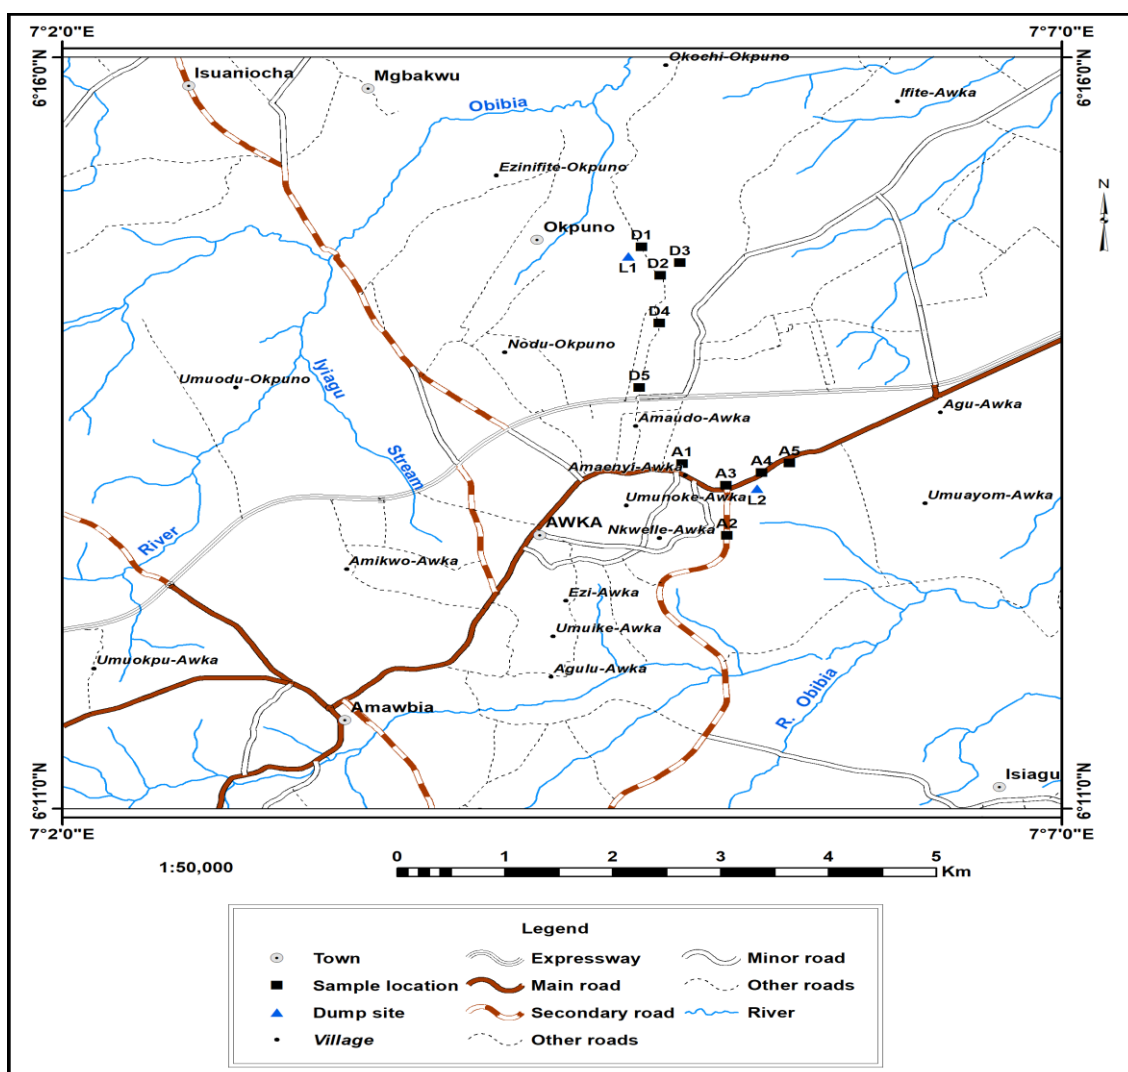 7°2'0"E
7°7'0"E
6°16'0"N
6°16'0"N
Okochi-Okpuno
Isuaniocha
Mgbakwu
Ifite-Awka
Obibia
Ezinifite-Okpuno
N
Okpuno
D1
D3
L1
D2
D4
Nodu-Okpuno
Umuodu-Okpuno
Iyiagu
D5
Agu-Awka
Amaudo-Awka
Stream
A1
A5
Amaenyi-Awka
A4
A3
Umunoke-Awka
L2
Umuayom-Awka
AWKA
Nkwelle-Awka
A2
River
Amikwo-Awka
Ezi-Awka
Umuike-Awka
Umuokpu-Awka
Agulu-Awka
R. Obibia
Amawbia
Isiagu
6°11'0"N
6°11'0"N
7°2'0"E
7°7'0"E
1:50,000
0 1 2 3 4 5
Km
Legend
Town
Expressway
Minor road
Sample location
Main road
Other roads
Dump site
Secondary road
River
Village
Other roads